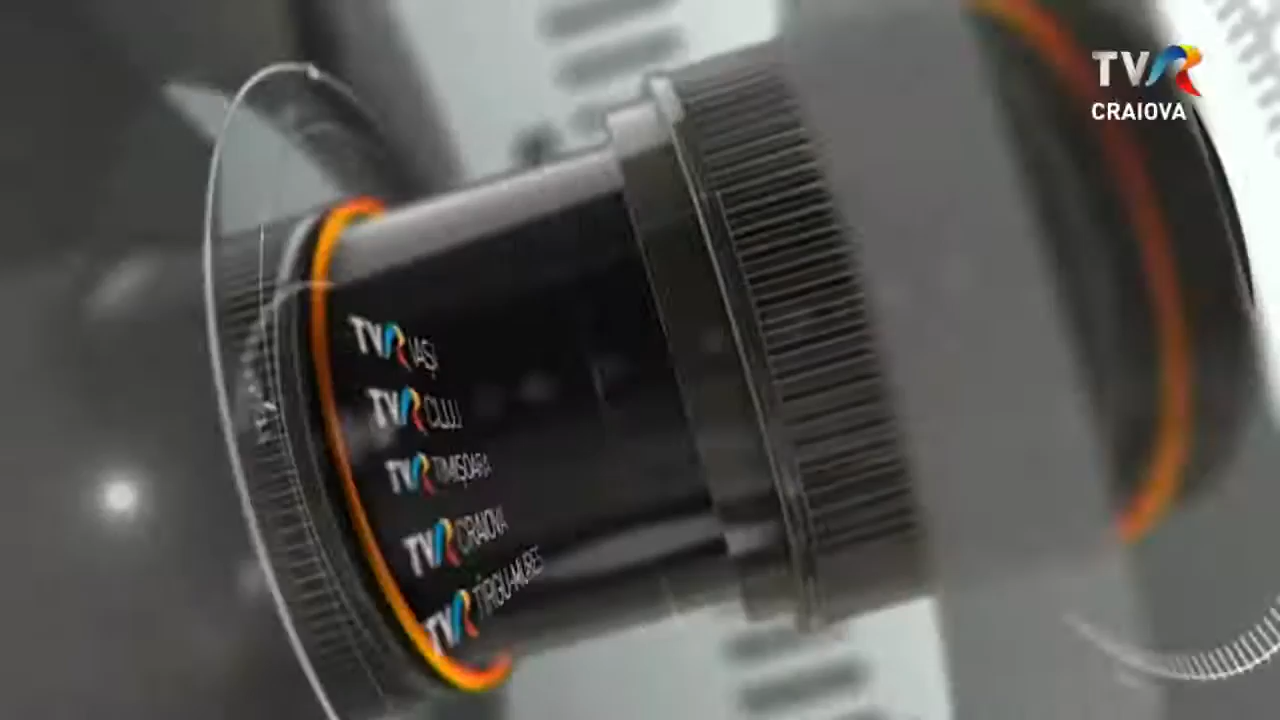 TVR
CRAIOVA
TVR IAȘI
TVR CLUJ
TVR TIMIȘOARA
TVR CRAIOVA
TVR TÎRGU-MUREȘ